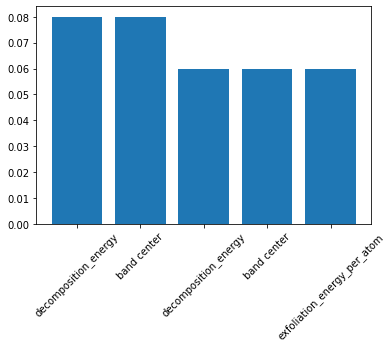 0.08
0.07
0.06
0.05
0.04
0.03
0.02
0.01
0.00
decomposition_energy
band center
decomposition_energy
band center
exfoliation_energy_per_atom